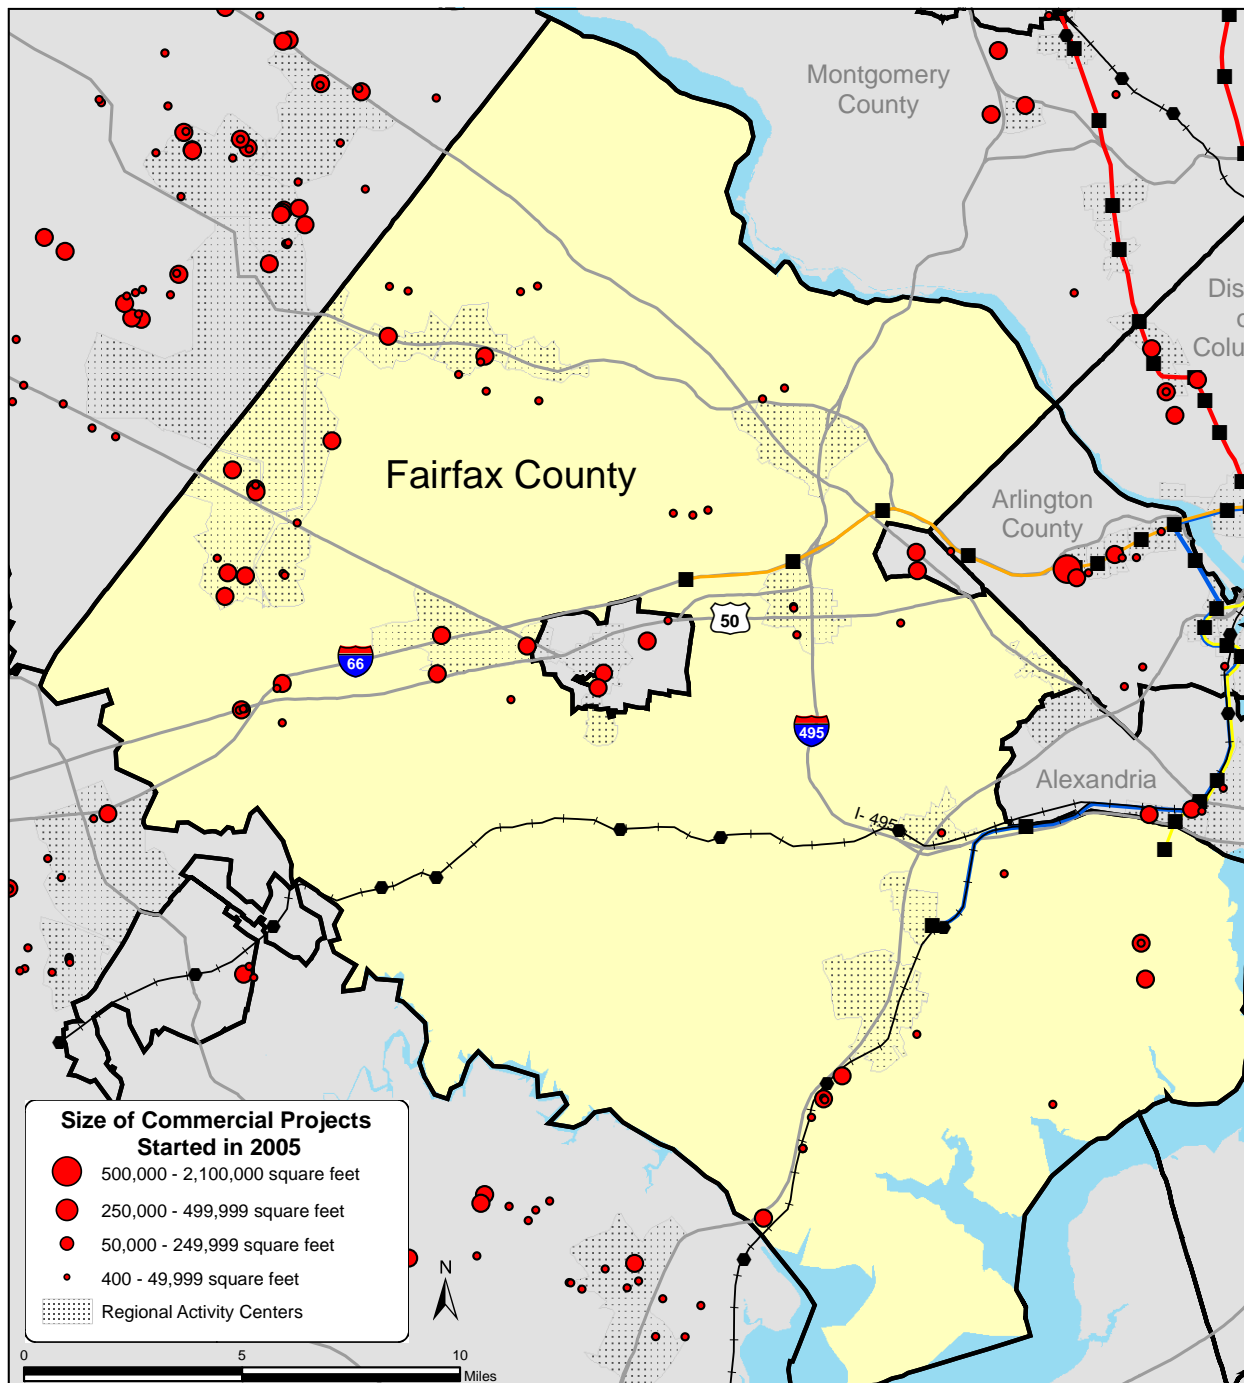 Montgomery
County
Dis
Colu
Fairfax County
Arlington
County
50
66
495
Alexandria
I- 495
Size of Commercial Projects
Started in 2005
500,000 - 2,100,000 square feet
250,000 - 499,999 square feet
50,000 - 249,999 square feet
400 - 49,999 square feet
Regional Activity Centers
N
0 5 10
Miles